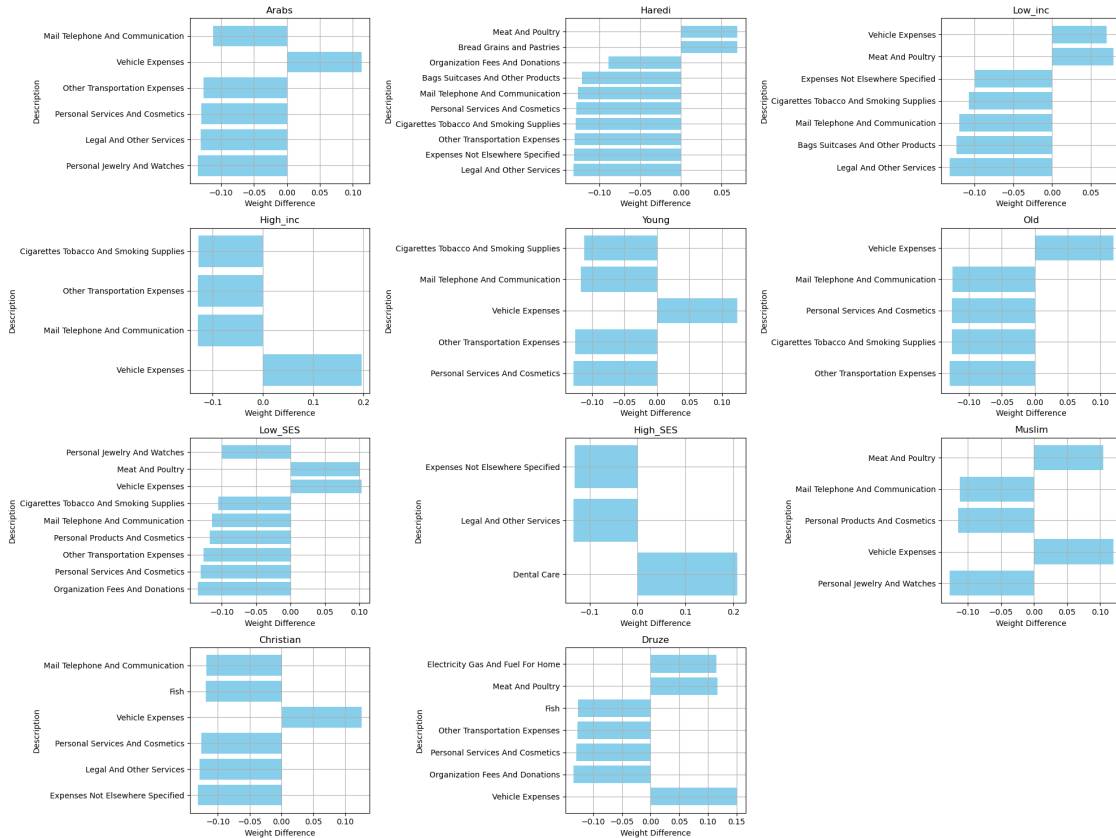 Arabs
Description
Mail Telephone And Communication
Vehicle Expenses
Other Transportation Expenses
Personal Services And Cosmetics
Legal And Other Services
Personal Jewelry And Watches
−0.10 −0.05 0.00 0.05 0.10
Weight Difference
Haredi
Description
Meat And Poultry
Bread Grains and Pastries
Organization Fees And Donations
Bags Suitcases And Other Products
Mail Telephone And Communication
Personal Services And Cosmetics
Cigarettes Tobacco And Smoking Supplies
Other Transportation Expenses
Expenses Not Elsewhere Specified
Legal And Other Services
−0.10 −0.05 0.00 0.05
Weight Difference
Low_inc
Description
Vehicle Expenses
Meat And Poultry
Expenses Not Elsewhere Specified
Cigarettes Tobacco And Smoking Supplies
Mail Telephone And Communication
Bags Suitcases And Other Products
Legal And Other Services
−0.10 −0.05 0.00 0.05
Weight Difference
High_inc
Description
Cigarettes Tobacco And Smoking Supplies
Other Transportation Expenses
Mail Telephone And Communication
Vehicle Expenses
−0.1 0.0 0.1 0.2
Weight Difference
Young
Description
Cigarettes Tobacco And Smoking Supplies
Mail Telephone And Communication
Vehicle Expenses
Other Transportation Expenses
Personal Services And Cosmetics
−0.10 −0.05 0.00 0.05 0.10
Weight Difference
Old
Description
Vehicle Expenses
Mail Telephone And Communication
Personal Services And Cosmetics
Cigarettes Tobacco And Smoking Supplies
Other Transportation Expenses
−0.10 −0.05 0.00 0.05 0.10
Weight Difference
Low_SES
Description
Personal Jewelry And Watches
Meat And Poultry
Vehicle Expenses
Cigarettes Tobacco And Smoking Supplies
Mail Telephone And Communication
Personal Products And Cosmetics
Other Transportation Expenses
Personal Services And Cosmetics
Organization Fees And Donations
−0.10 −0.05 0.00 0.05 0.10
Weight Difference
High_SES
Description
Expenses Not Elsewhere Specified
Legal And Other Services
Dental Care
−0.1 0.0 0.1 0.2
Weight Difference
Muslim
Description
Meat And Poultry
Mail Telephone And Communication
Personal Products And Cosmetics
Vehicle Expenses
Personal Jewelry And Watches
−0.10 −0.05 0.00 0.05 0.10
Weight Difference
Christian
Description
Mail Telephone And Communication
Fish
Vehicle Expenses
Personal Services And Cosmetics
Legal And Other Services
Expenses Not Elsewhere Specified
−0.10 −0.05 0.00 0.05 0.10
Weight Difference
Druze
Description
Electricity Gas And Fuel For Home
Meat And Poultry
Fish
Other Transportation Expenses
Personal Services And Cosmetics
Organization Fees And Donations
Vehicle Expenses
−0.10 −0.05 0.00 0.05 0.10 0.15
Weight Difference